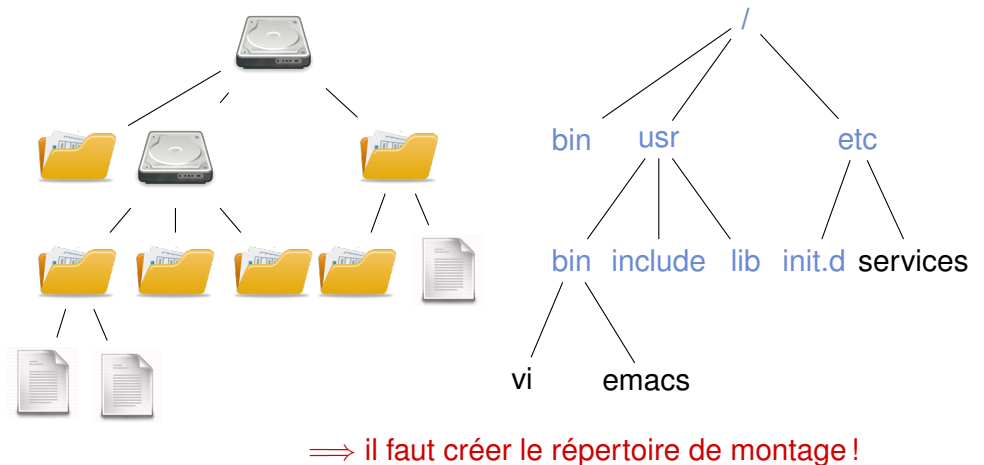 /
bin usr etc
bin include lib init.d services
vi emacs
⟹ il faut créer le répertoire de montage !